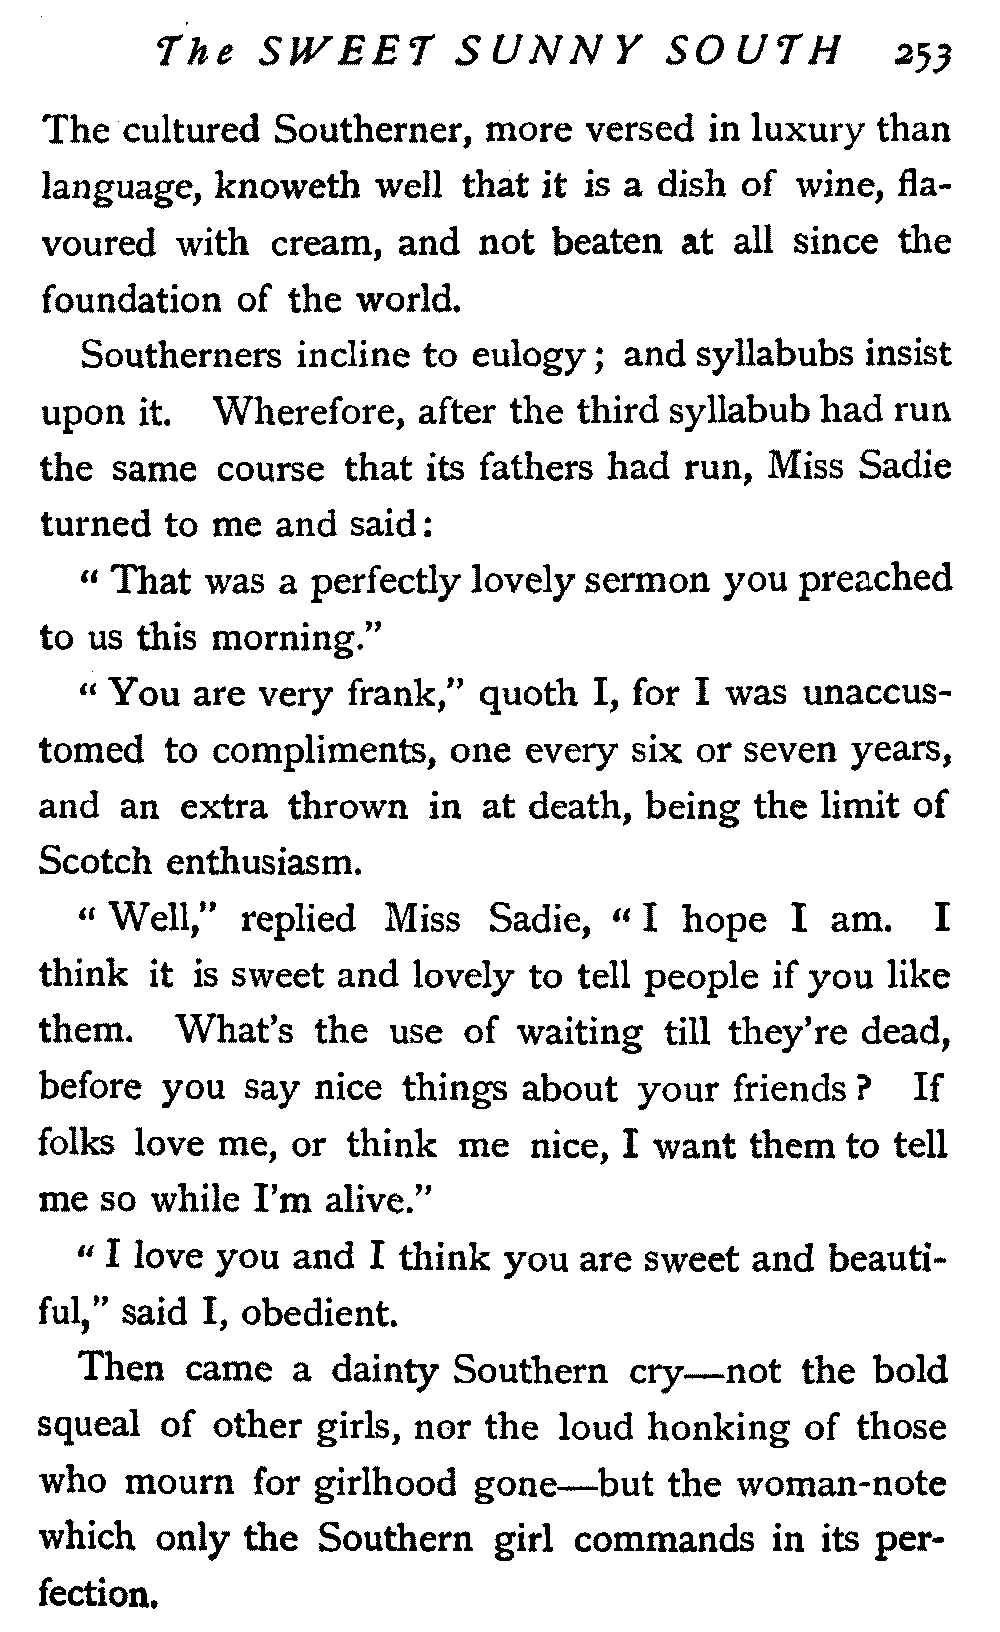 The SWEET SUNNY SOUTH 253
The cultured Southerner, more versed in luxury than
language, knoweth well that it is a dish of wine, fla-
voured with cream, and not beaten at all since the
foundation of the world.
Southerners incline to eulogy; and syllabubs insist
upon it. Wherefore, after the third syllabub had run
the same course that its fathers had run, Miss Sadie
turned to me and said:
“ That was a perfectly lovely sermon you preached
to us this morning.”
“ You are very frank,” quoth I, for I was unaccus-
tomed to compliments, one every six or seven years,
and an extra thrown in at death, being the limit of
Scotch enthusiasm.
“ Well,” replied Miss Sadie, “ I hope I am. I
think it is sweet and lovely to tell people if you like
them. What's the use of waiting till they're dead,
before you say nice things about your friends? If
folks love me, or think me nice, I want them to tell
me so while I'm alive.”
“ I love you and I think you are sweet and beauti-
ful,” said I, obedient.
Then came a dainty Southern cry—not the bold
squeal of other girls, nor the loud honking of those
who mourn for girlhood gone—but the woman-note
which only the Southern girl commands in its per-
fection.